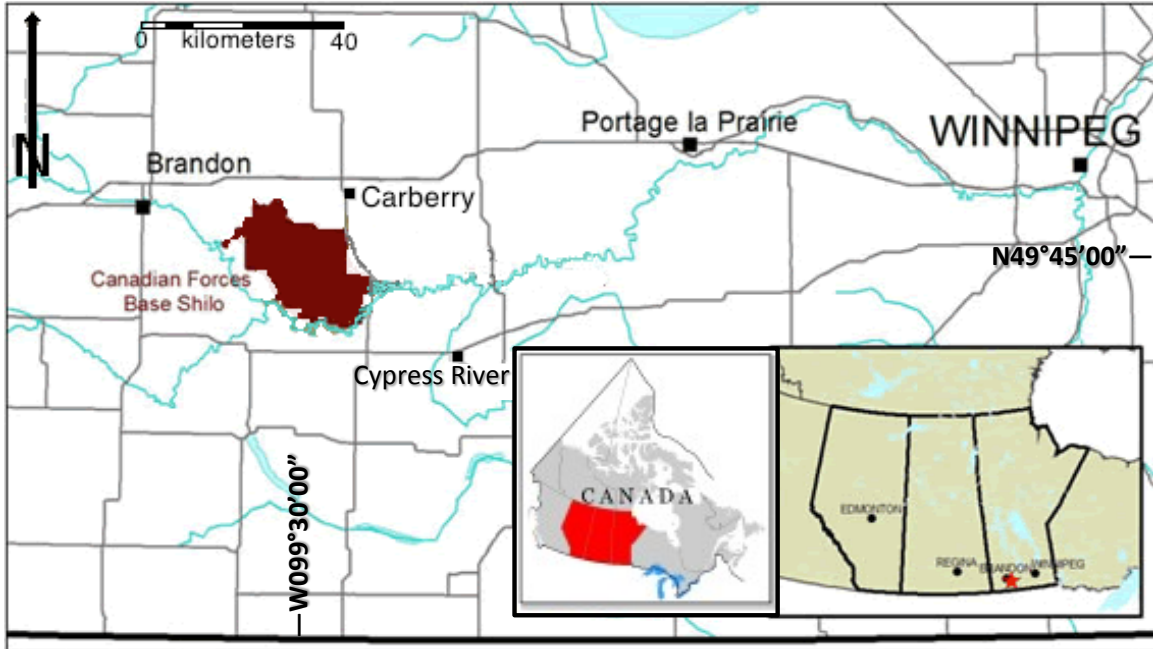 0 kilometers 40
N
Brandon
Portage la Prairie
WINNIPEG
Carberry
N49°45’00”
Canadian Forces
Base Shilo
Cypress River
W099°30’00”
CANADA
EDMONTON
REGINA
BRANDON
WINNIPEG